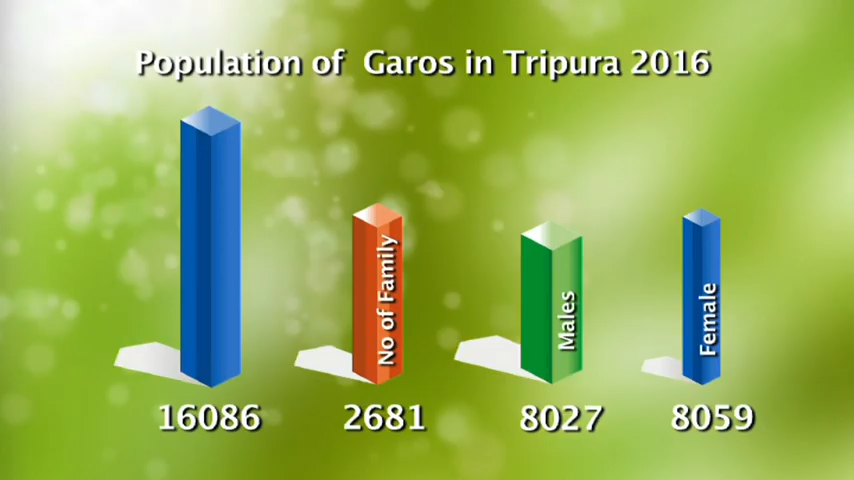 Population of Garos in Tripura 2016
No of Family
Males
Female
16086 2681 8027 8059